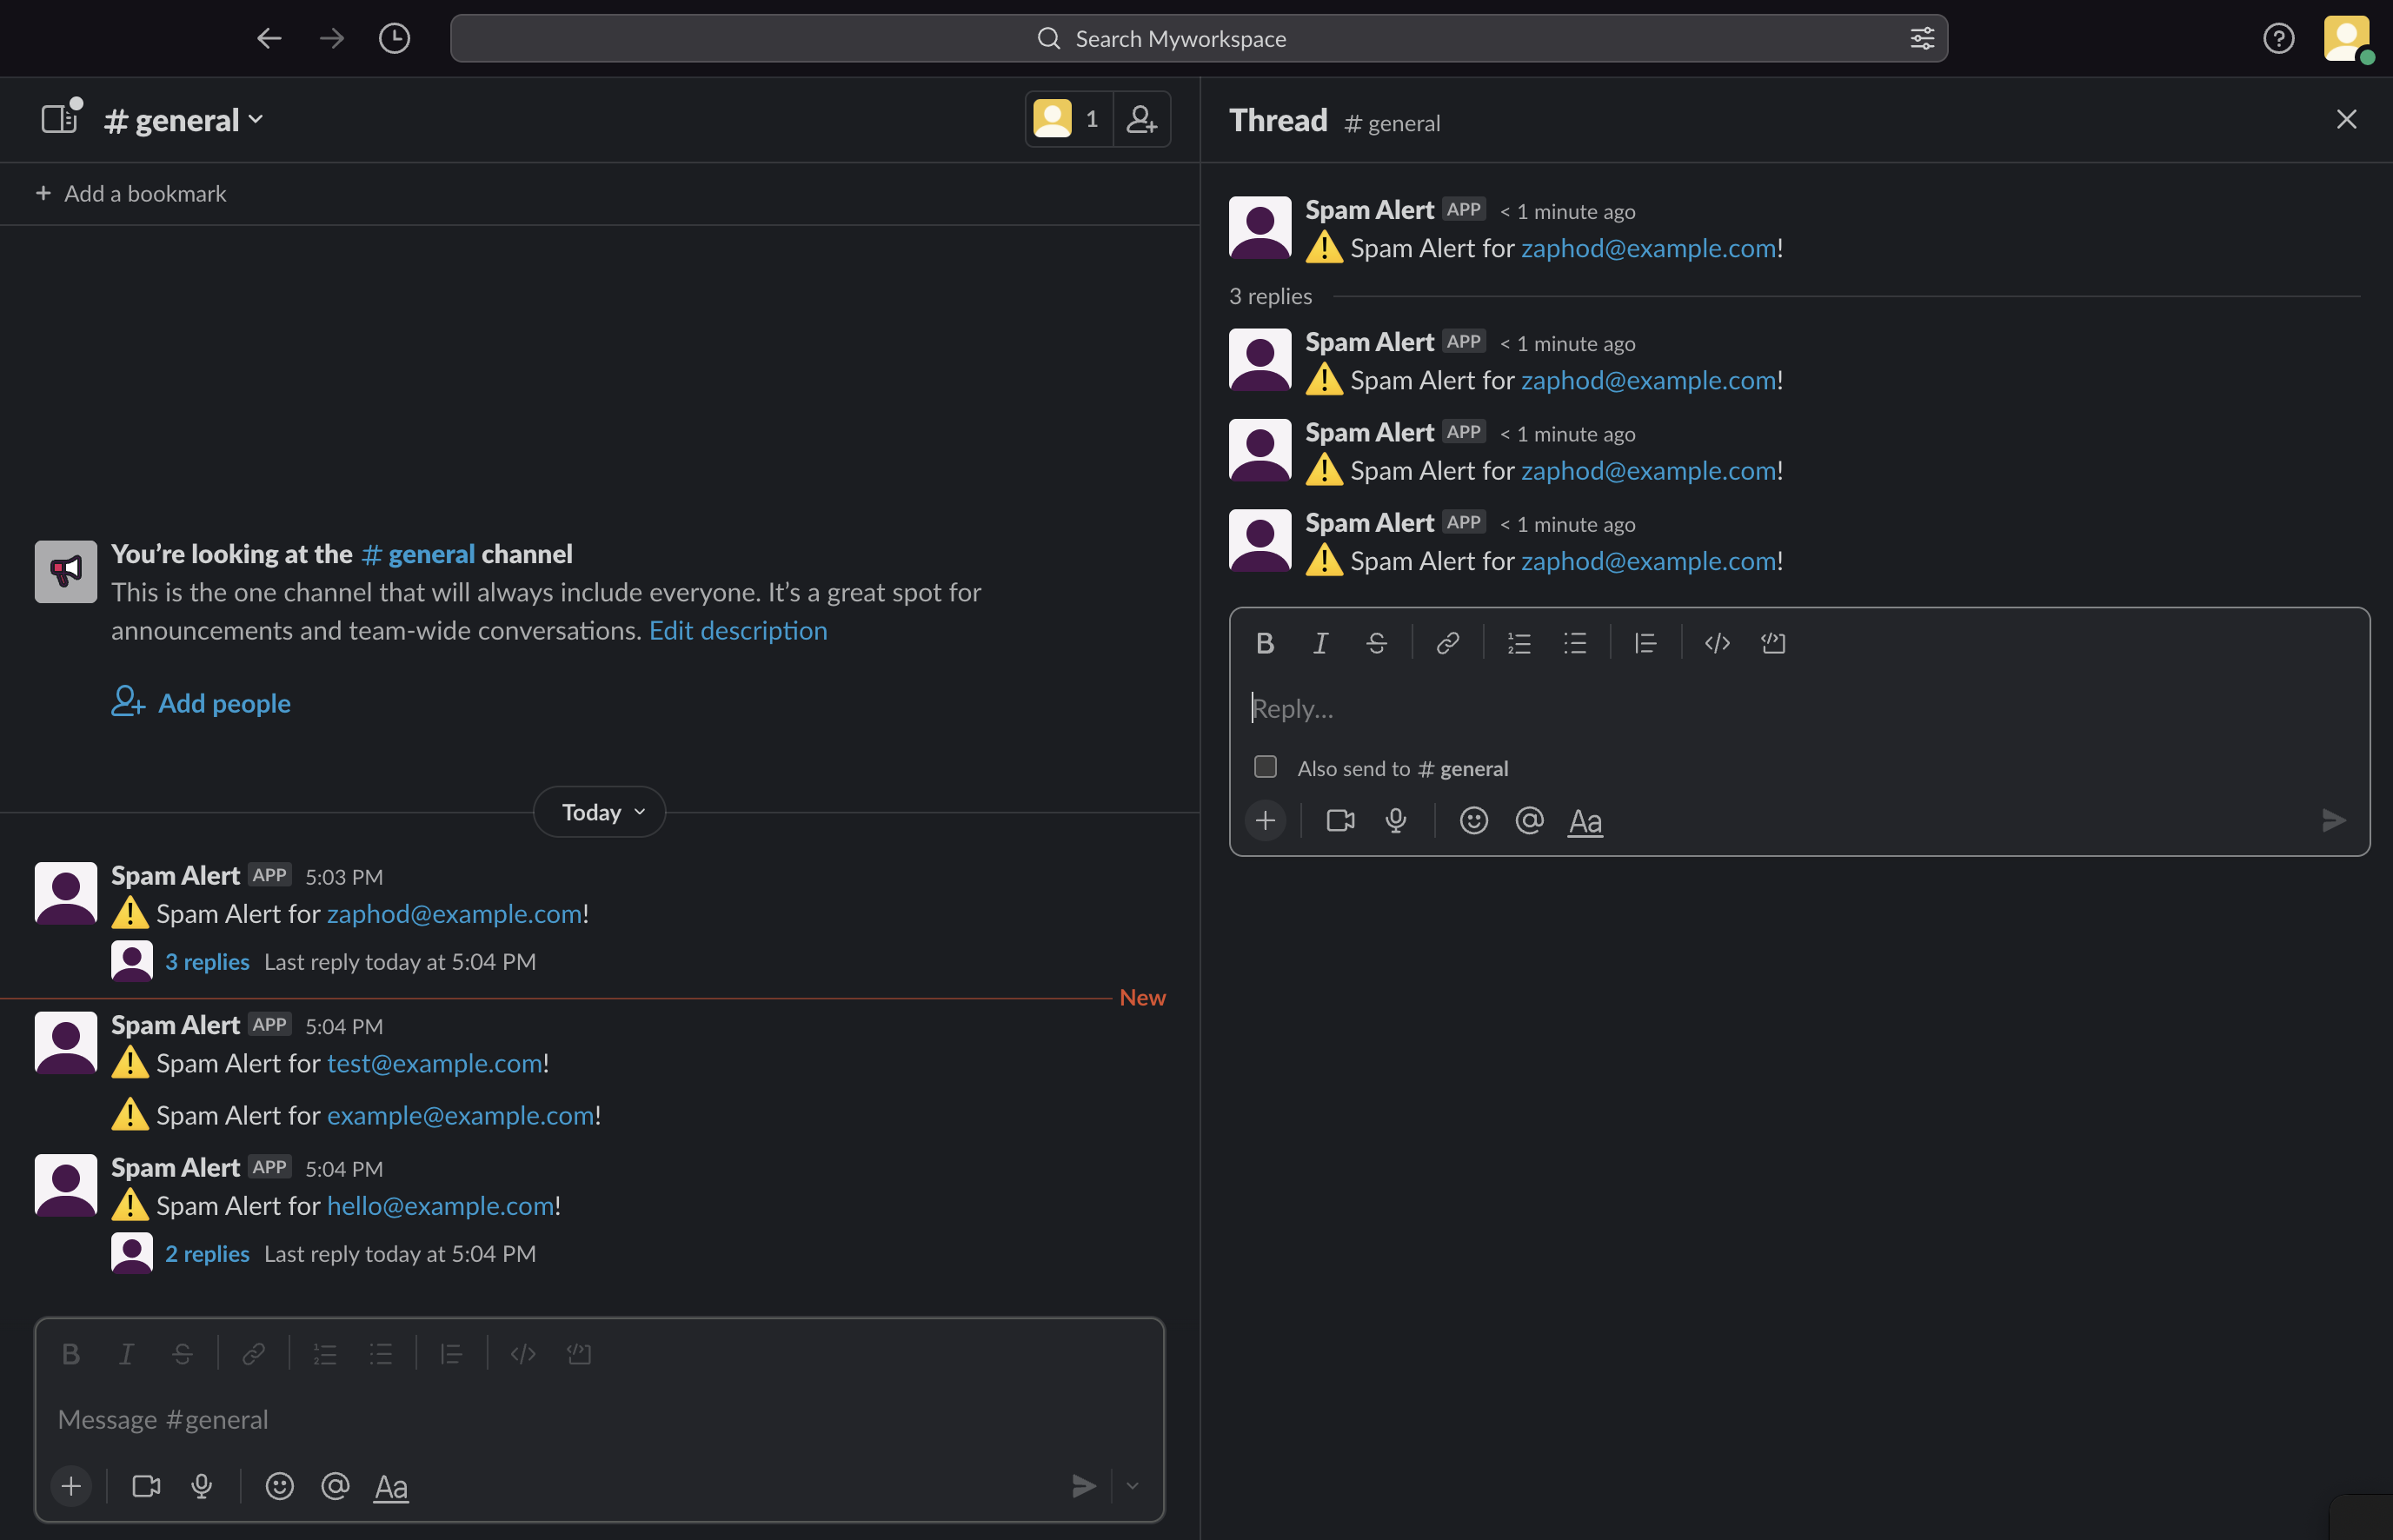 Search Myworkspace
# general
1
+ Add a bookmark
You’re looking at the # general channel
This is the one channel that will always include everyone. It’s a great spot for
announcements and team-wide conversations. Edit description
Add people
Today
Spam Alert APP 5:03 PM
Spam Alert for zaphod@example.com!
3 replies Last reply today at 5:04 PM
New
Spam Alert APP 5:04 PM
Spam Alert for test@example.com!
Spam Alert for example@example.com!
Spam Alert APP 5:04 PM
Spam Alert for hello@example.com!
2 replies Last reply today at 5:04 PM
Message #general
Aa
Thread # general
Spam Alert APP < 1 minute ago
Spam Alert for zaphod@example.com!
3 replies
Spam Alert APP < 1 minute ago
Spam Alert for zaphod@example.com!
Spam Alert APP < 1 minute ago
Spam Alert for zaphod@example.com!
Spam Alert APP < 1 minute ago
Spam Alert for zaphod@example.com!
Reply…
Also send to # general
Aa